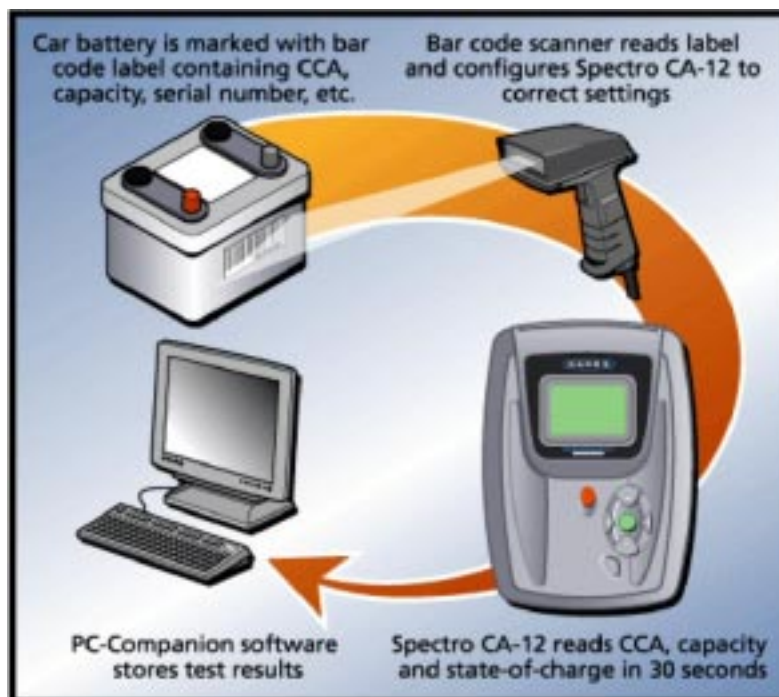 Car battery is marked with bar
code label containing CCA,
capacity, serial number, etc.
Bar code scanner reads label
and configures Spectro CA-12 to
correct settings
PC-Companion software
stores test results
Spectro CA-12 reads CCA, capacity
and state-of-charge in 30 seconds